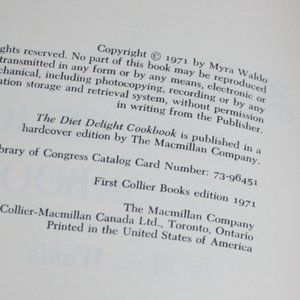 Copyright © 1971 by Myra Waldo
ights reserved. No part of this book may be reproduced
transmitted in any form or by any means, electronic or
chanical, including photocopying, recording or by any
ation storage and retrieval system, without permission
in writing from the Publisher.
The Diet Delight Cookbook is published in a
hardcover edition by The Macmillan Company.
ibrary of Congress Catalog Card Number: 73-96451
First Collier Books edition 1971
The Macmillan Company
Collier-Macmillan Canada Ltd., Toronto, Ontario
Printed in the United States of America